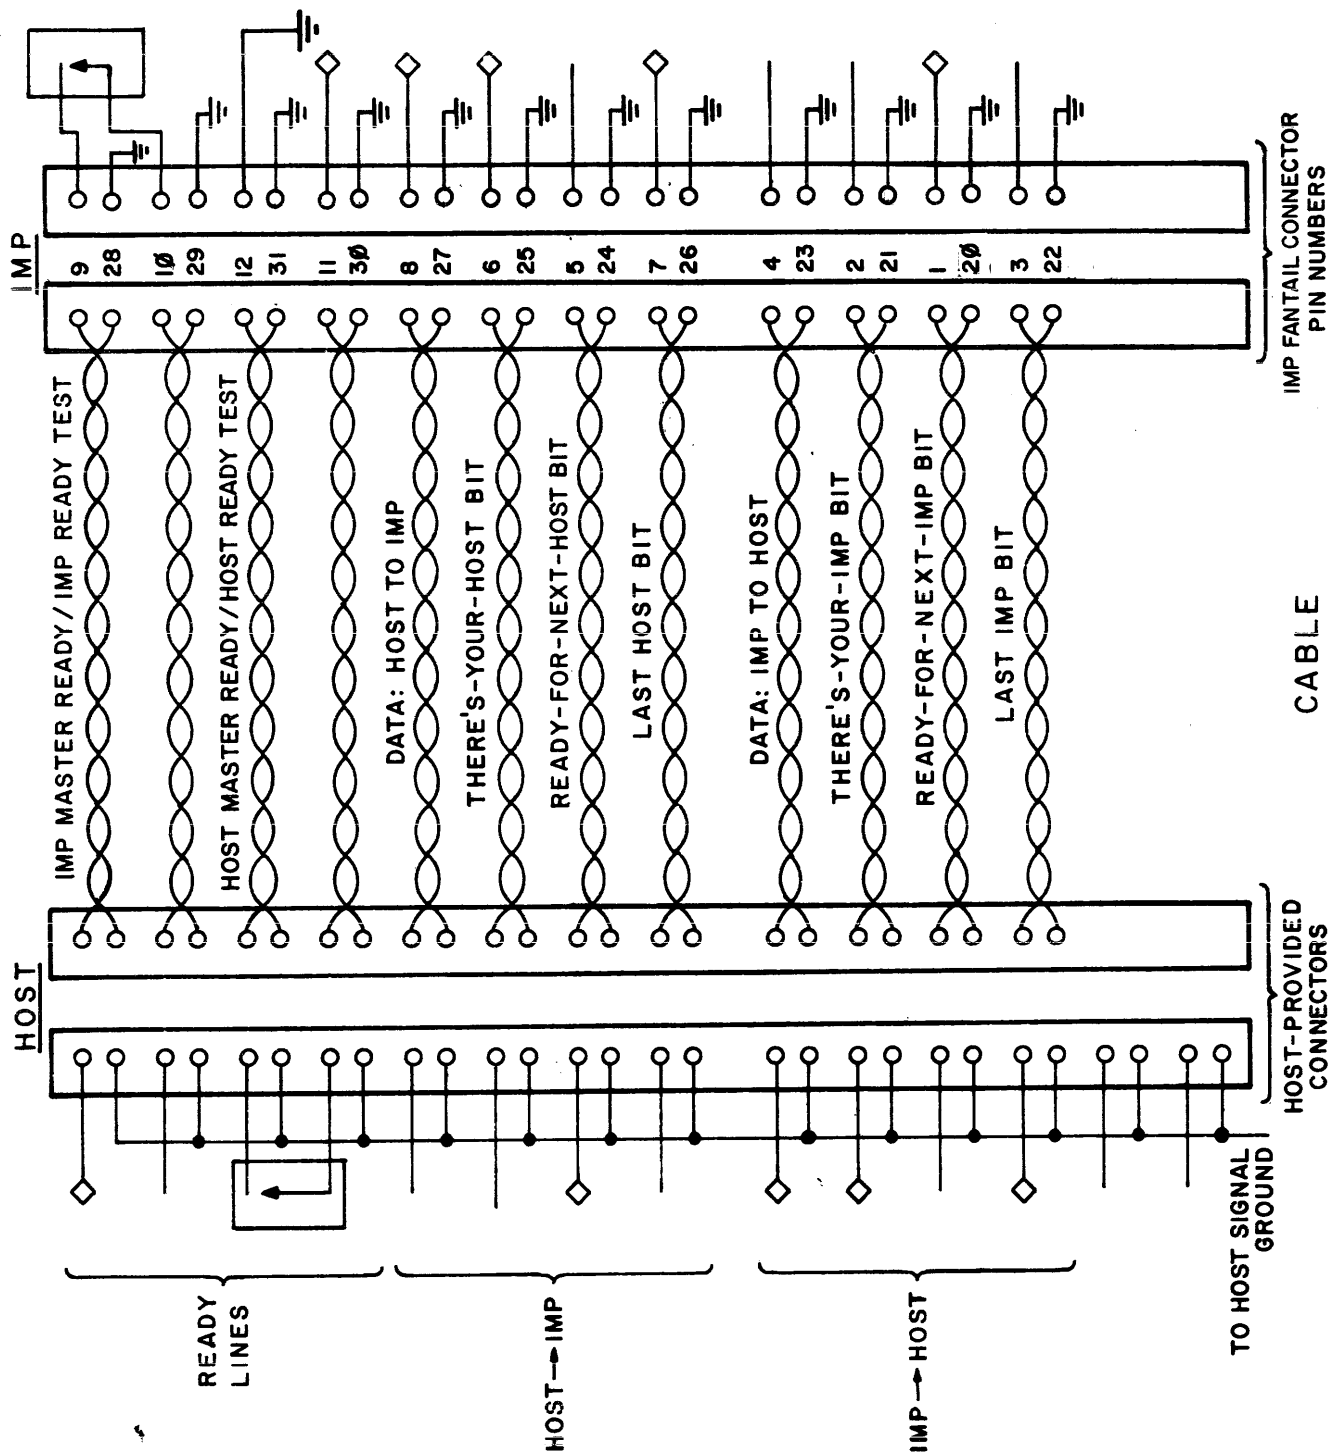 HOST
IMP
READY
LINES
IMP MASTER READY/IMP READY TEST
9
28
1Ø
29
HOST MASTER READY/HOST READY TEST
12
31
11
3Ø
HOST→IMP
DATA: HOST TO IMP
8
27
THERE'S-YOUR-HOST BIT
6
25
READY-FOR-NEXT-HOST BIT
5
24
LAST HOST BIT
7
26
IMP→HOST
DATA: IMP TO HOST
4
23
THERE'S-YOUR-IMP BIT
2
21
READY-FOR-NEXT-IMP BIT
1
2Ø
LAST IMP BIT
3
22
TO HOST SIGNAL
GROUND
HOST-PROVIDED
CONNECTORS
CABLE
IMP FANTAIL CONNECTOR
PIN NUMBERS